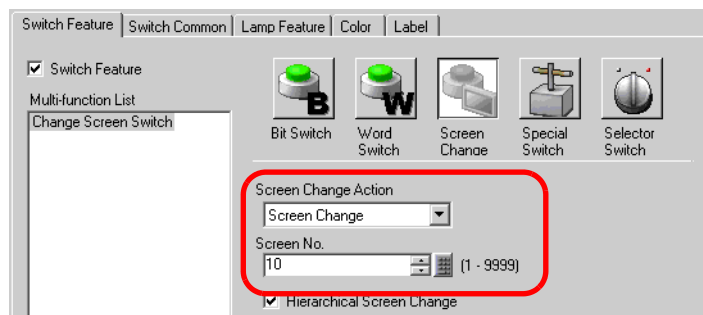 Switch Feature Switch Common Lamp Feature Color Label
Switch Feature
Multi-function List
Change Screen Switch
B W
Bit Switch Word Switch Screen Change Special Switch Selector Switch
Screen Change Action
Screen Change
Screen No.
10 (1 - 9999)
Hierarchical Screen Change